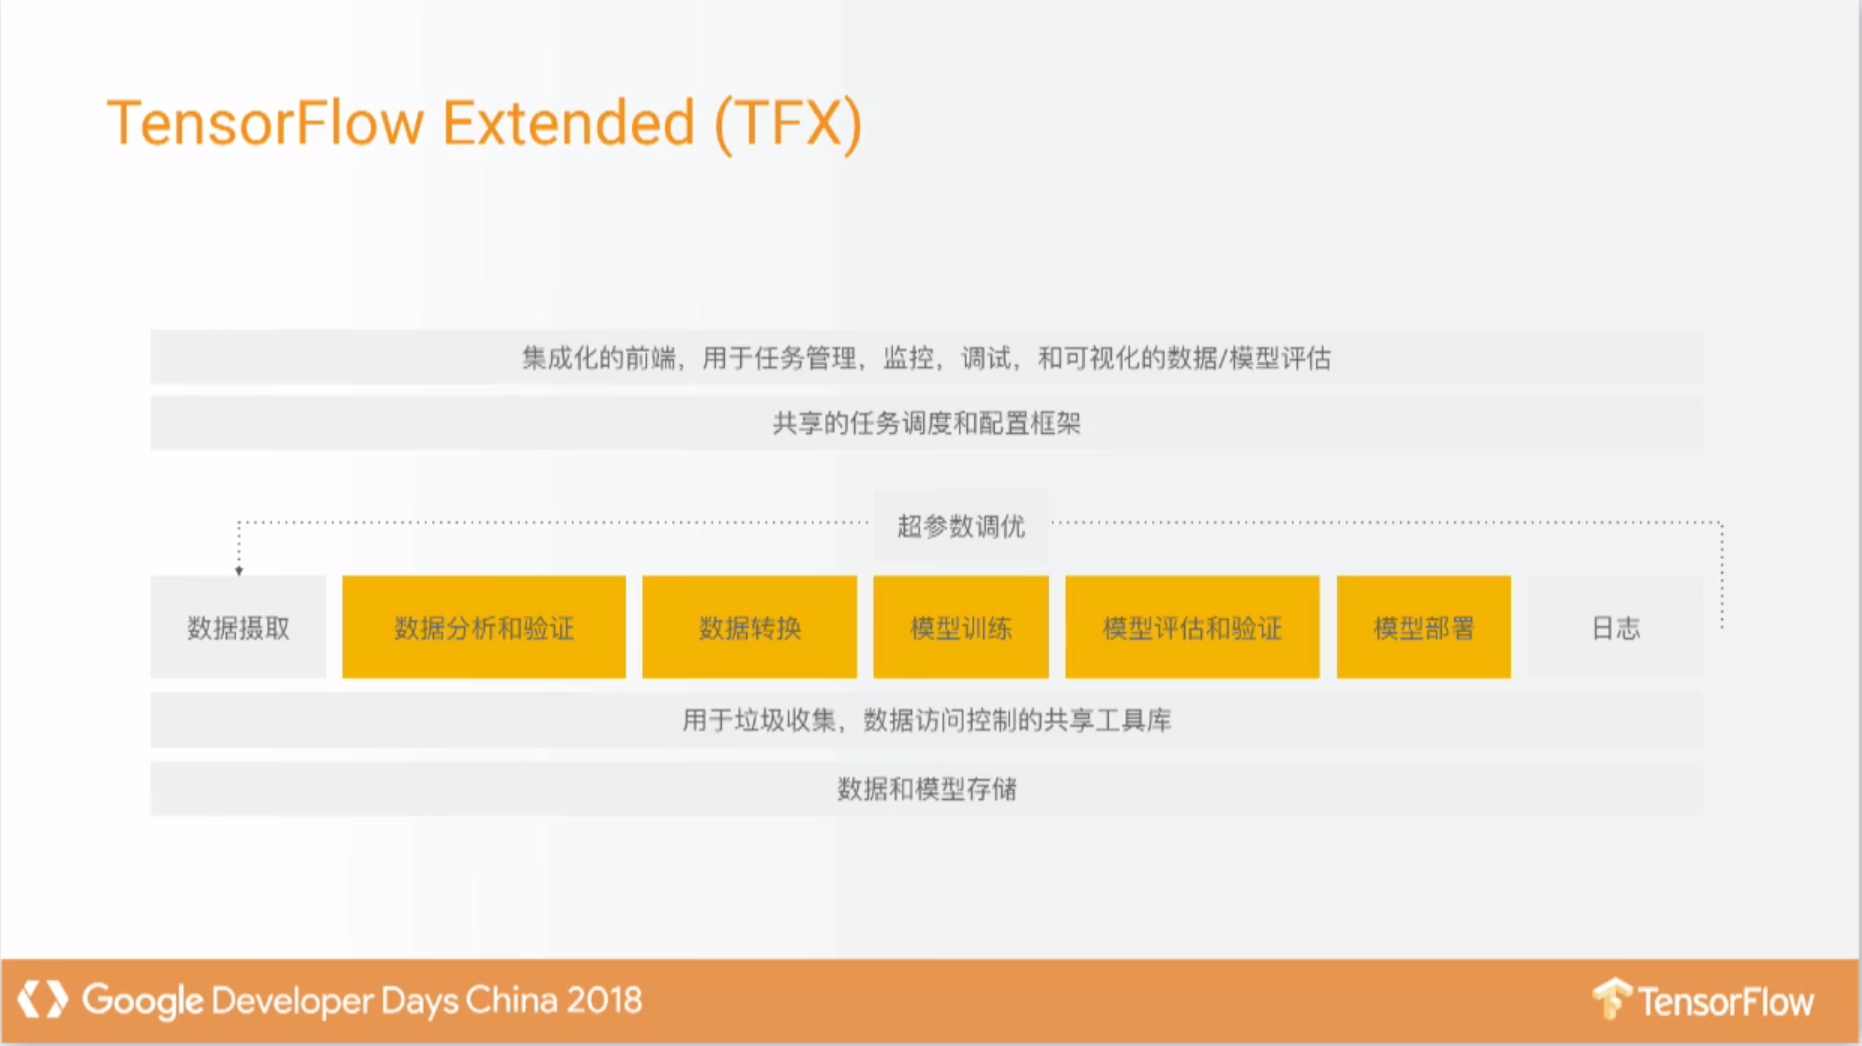 TensorFlow Extended (TFX)
集成化的前端，用于任务管理，监控，调试，和可视化的数据/模型评估
共享的任务调度和配置框架
超参数调优
数据摄取
数据分析和验证
数据转换
模型训练
模型评估和验证
模型部署
日志
用于垃圾收集，数据访问控制的共享工具库
数据和模型存储
Google Developer Days China 2018
TensorFlow